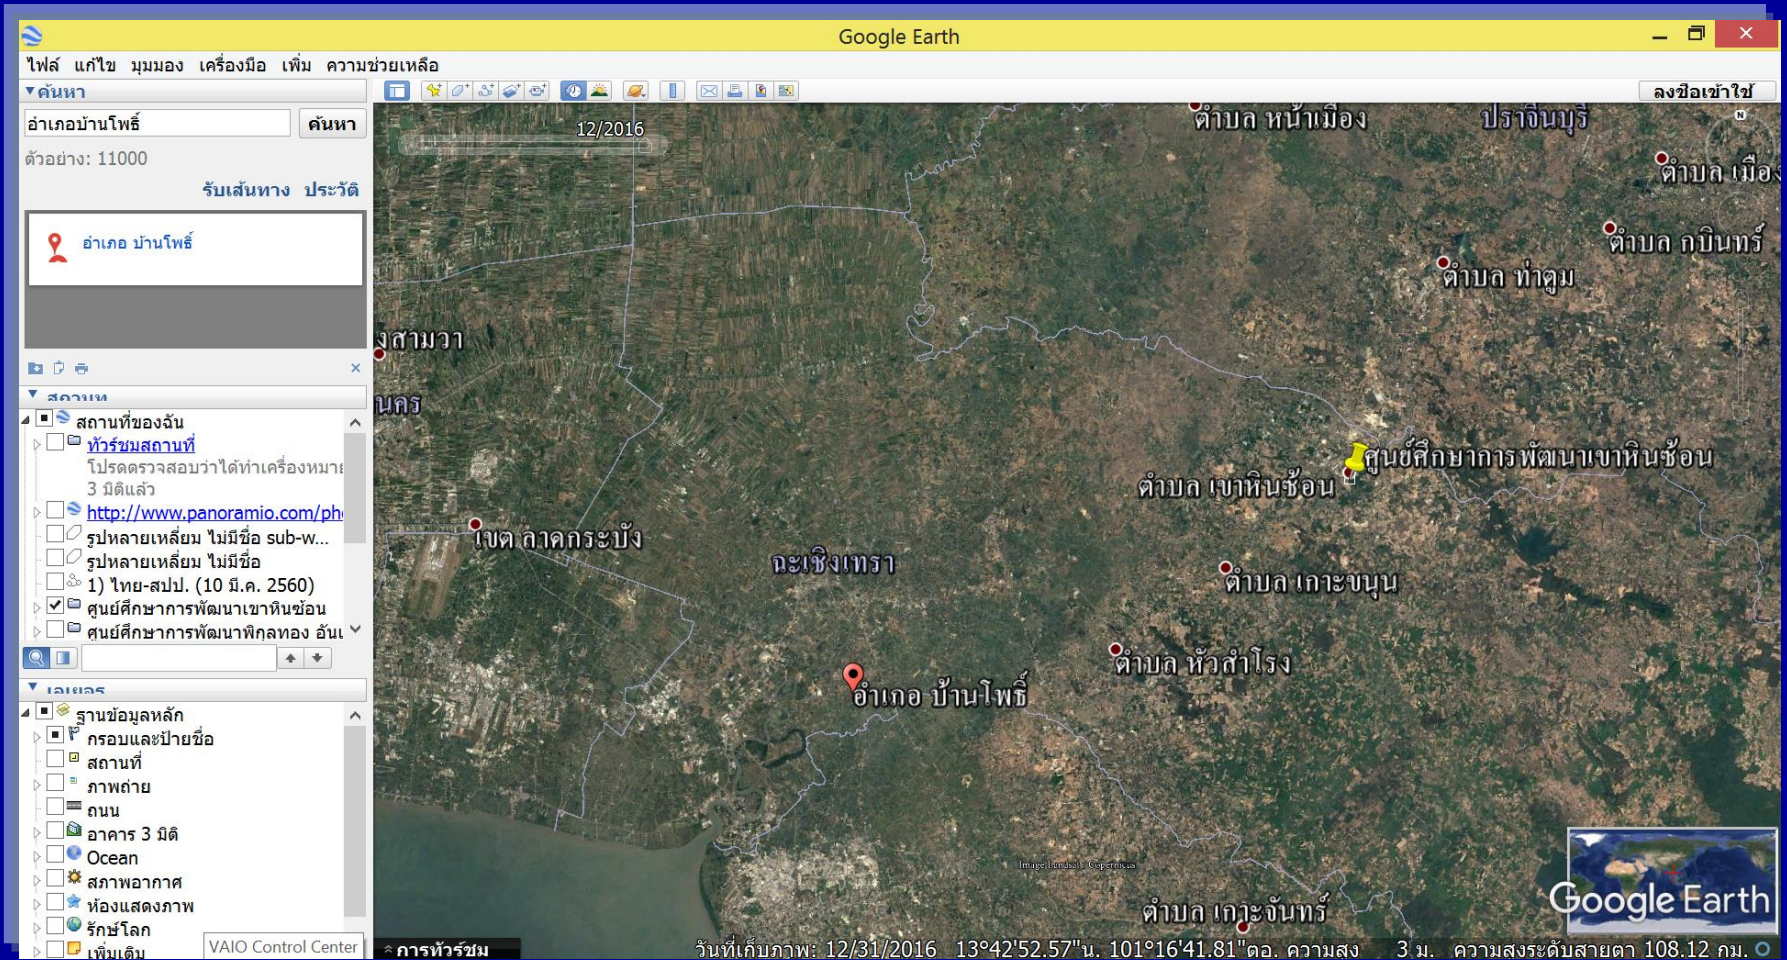 Google Earth
ไฟล์ แก้ไข มุมมอง เครื่องมือ เพิ่ม ความช่วยเหลือ
ค้นหา
ลงชื่อเข้าใช้
อำเภอบ้านโพธิ์ ค้นหา
ตัวอย่าง: 11000
รับเส้นทาง ประวัติ
อำเภอ บ้านโพธิ์
สถานที่ของฉัน
ทัวร์ชมสถานที่
โปรดตรวจสอบว่าได้ทำเครื่องหมาย
3 มิติแล้ว
http://www.panoramio.com/ph
รูปหลายเหลี่ยม ไม่มีชื่อ sub-w...
รูปหลายเหลี่ยม ไม่มีชื่อ
1) ไทย-สปป. (10 มี.ค. 2560)
ศูนย์ศึกษาการพัฒนาเขาหินซ้อน
ศูนย์ศึกษาการพัฒนาพิกุลทอง อันเ
ฐานข้อมูลหลัก
กรอบและป้ายชื่อ
สถานที่
ภาพถ่าย
ถนน
อาคาร 3 มิติ
Ocean
สภาพอากาศ
ห้องแสดงภาพ
รักษ์โลก
เพิ่มเติม
VAIO Control Center
12/2016
ตำบล หน้าเมือง
ปราจีนบุรี
N
ตำบล เมือง
ตำบล กบินทร์
ตำบล ท่าตูม
งสามวา
นคร
ศูนย์ศึกษาการพัฒนาเขาหินซ้อน
ตำบล เขาหินซ้อน
เขต ลาดกระบัง
ฉะเชิงเทรา
ตำบล เกาะขนุน
ตำบล หัวสำโรง
อำเภอ บ้านโพธิ์
Image Landsat / Copernicus
ตำบล เกาะจันทร์
Google Earth
การทัวร์ชม
วันที่เก็บภาพ: 12/31/2016 13°42'52.57"น. 101°16'41.81"ตอ. ความสูง 3 ม. ความสูงระดับสายตา 108.12 กม.